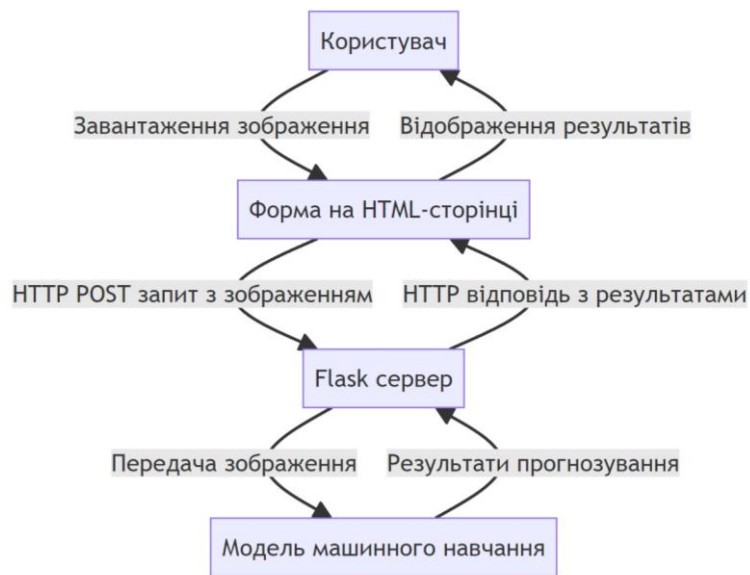 Користувач
Завантаження зображення
Відображення результатів
Форма на HTML-сторінці
HTTP POST запит з зображенням
HTTP відповідь з результатами
Flask сервер
Передача зображення
Результати прогнозування
Модель машинного навчання